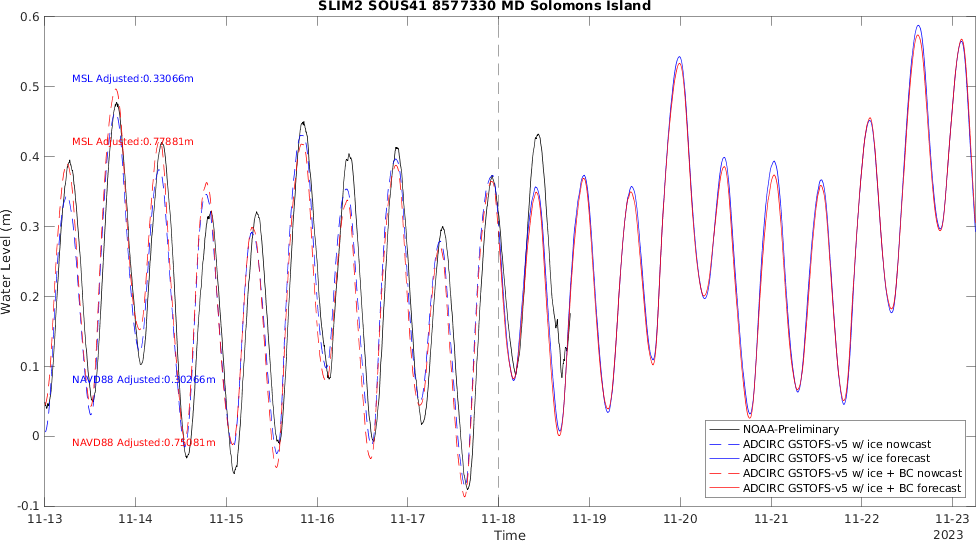 SLIM2 SOUS41 8577330 MD Solomons Island
Water Level (m)
0.6
0.5
0.4
0.3
0.2
0.1
0
-0.1
MSL Adjusted:0.33066m
MSL Adjusted:0.77881m
NAVD88 Adjusted:0.30266m
NAVD88 Adjusted:0.75081m
NOAA-Preliminary
ADCIRC GSTOFS-v5 w/ ice nowcast
ADCIRC GSTOFS-v5 w/ ice forecast
ADCIRC GSTOFS-v5 w/ ice + BC nowcast
ADCIRC GSTOFS-v5 w/ ice + BC forecast
11-13 11-14 11-15 11-16 11-17 11-18 11-19 11-20 11-21 11-22 11-23
Time
2023